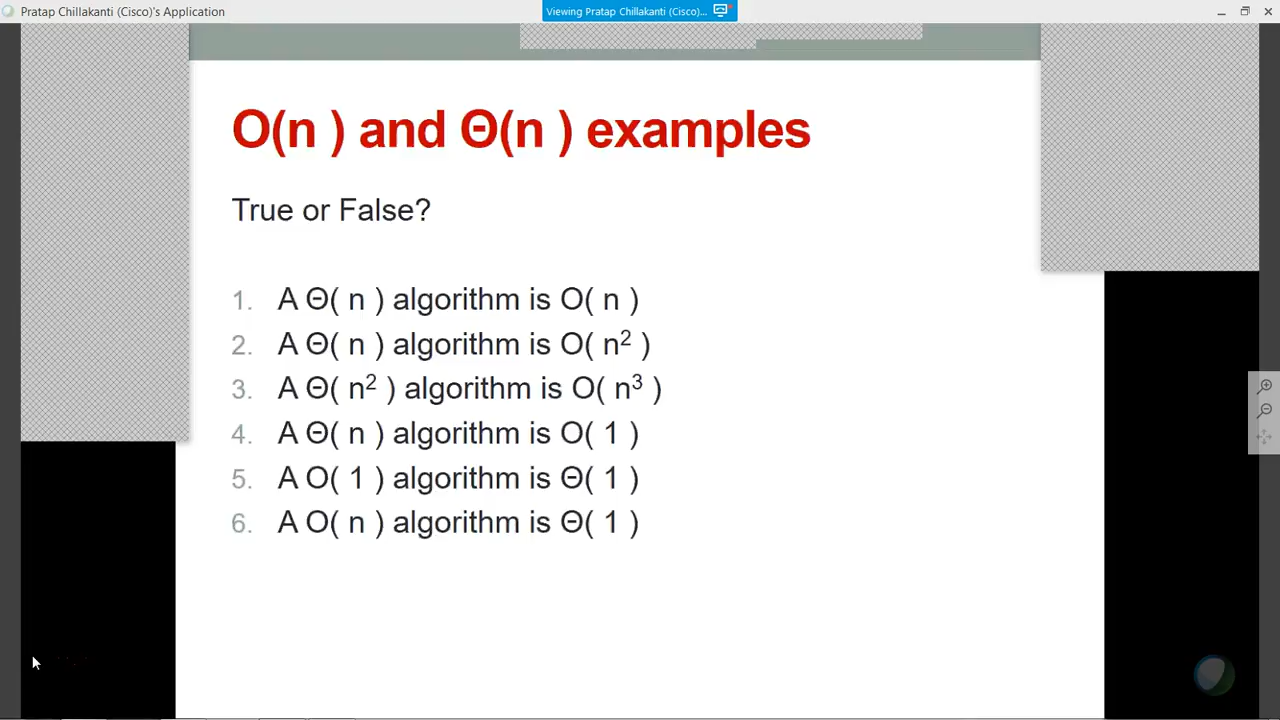 Pratap Chillakanti (Cisco)'s Application
Viewing Pratap Chillakanti (Cisco)...
O(n ) and Θ(n ) examples
True or False?
1. A Θ( n ) algorithm is O( n )
2. A Θ( n ) algorithm is O( n² )
3. A Θ( n² ) algorithm is O( n³ )
4. A Θ( n ) algorithm is O( 1 )
5. A O( 1 ) algorithm is Θ( 1 )
6. A O( n ) algorithm is Θ( 1 )